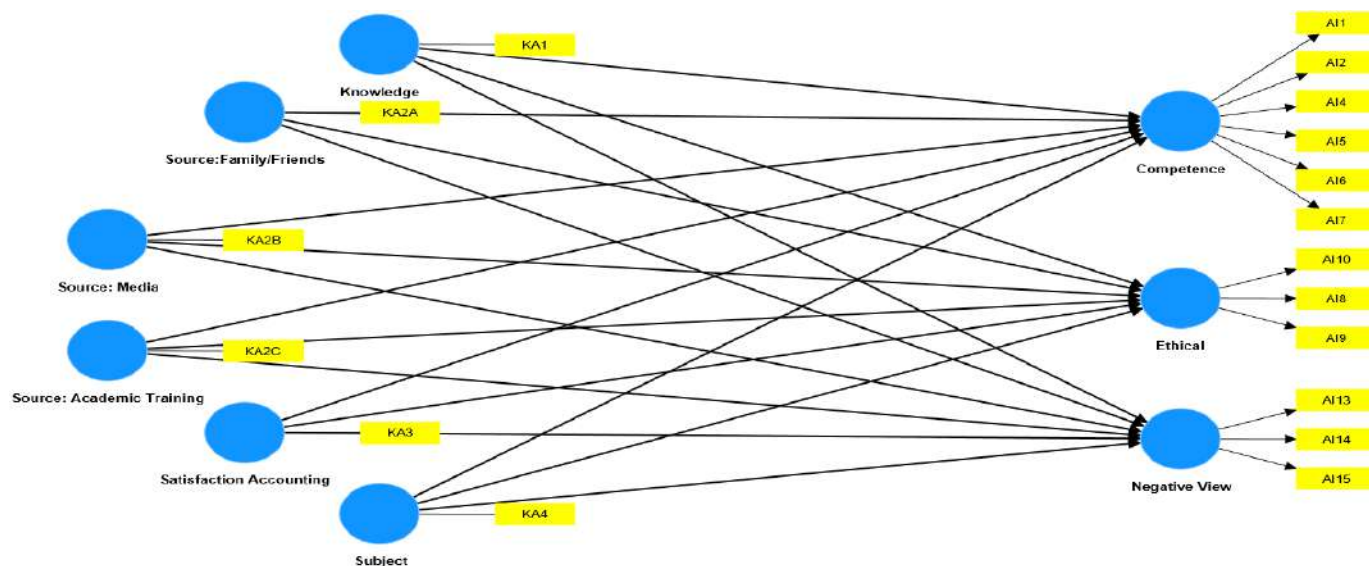 AI1
KA1
AI2
Knowledge
KA2A
AI4
Source:Family/Friends
AI5
Competence
AI6
AI7
KA2B
Source: Media
AI10
AI8
Ethical
AI9
KA2C
Source: Academic Training
AI13
KA3
AI14
Satisfaction Accounting
Negative View
AI15
KA4
Subject